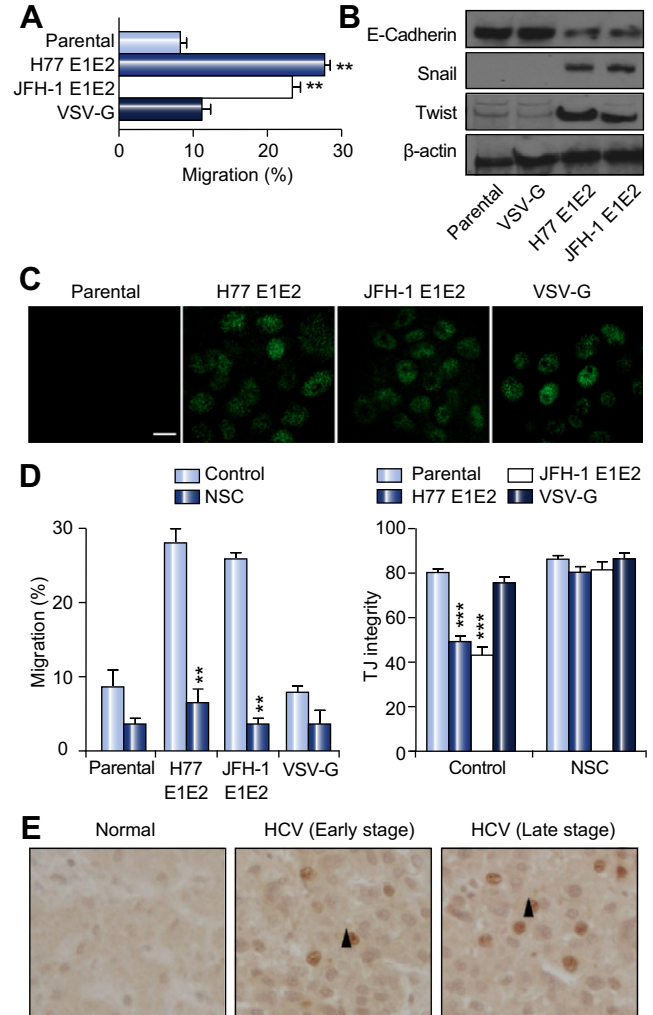 A
Parental
H77 E1E2
**
JFH-1 E1E2
**
VSV-G
0 10 20 30
Migration (%)
B
E-Cadherin
Snail
Twist
β-actin
Parental
VSV-G
H77 E1E2
JFH-1 E1E2
C
Parental H77 E1E2 JFH-1 E1E2 VSV-G
D
Control
NSC
30
20
10
0
Migration (%)
**
**
Parental H77 E1E2 JFH-1 E1E2 VSV-G
Parental JFH-1 E1E2
H77 E1E2 VSV-G
100
80
60
40
20
0
TJ integrity
***
***
Control NSC
E
Normal HCV (Early stage) HCV (Late stage)